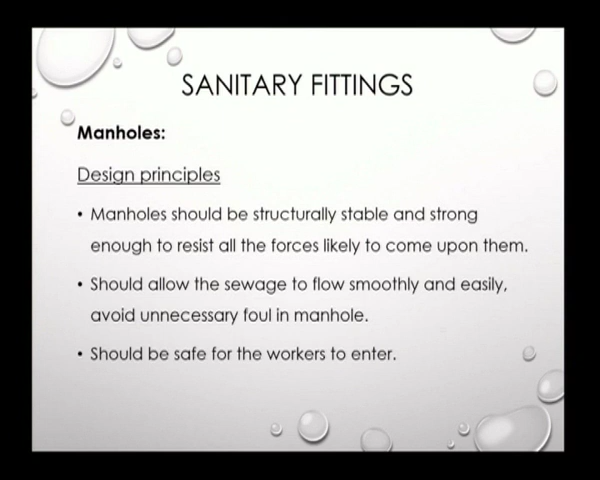 SANITARY FITTINGS
Manholes:
Design principles
• Manholes should be structurally stable and strong
enough to resist all the forces likely to come upon them.
• Should allow the sewage to flow smoothly and easily,
avoid unnecessary foul in manhole.
• Should be safe for the workers to enter.